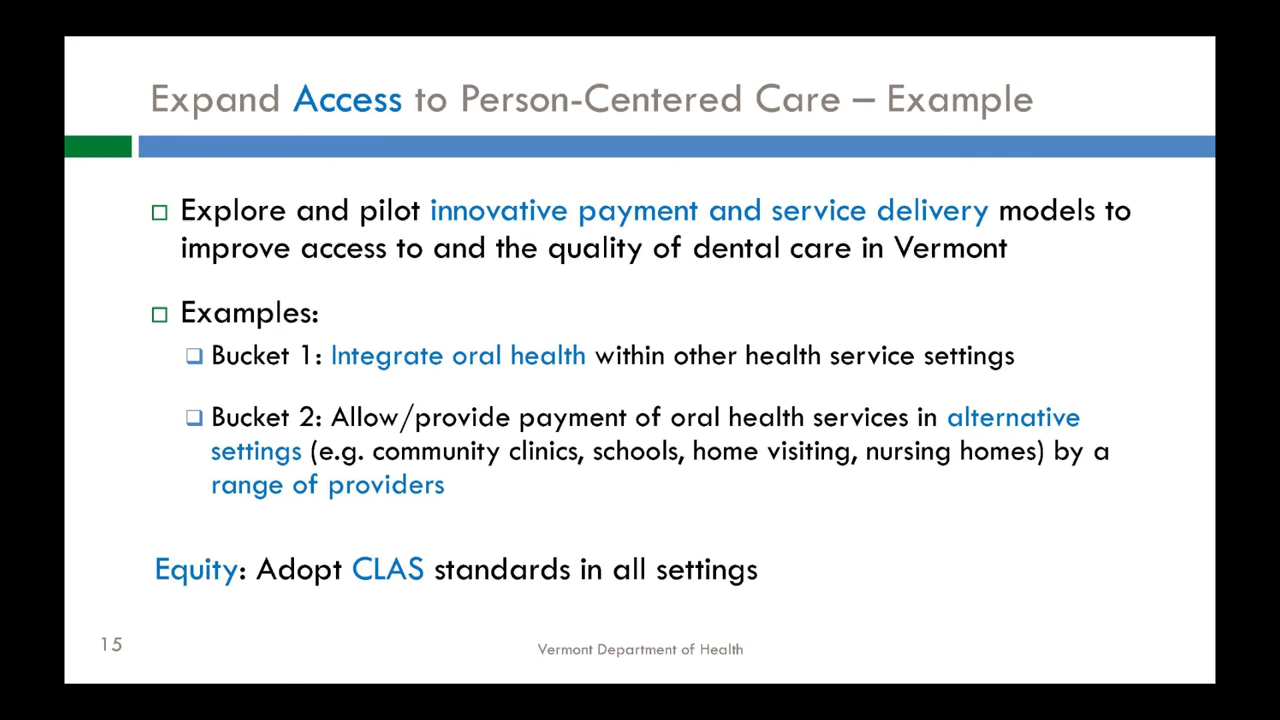 Expand Access to Person-Centered Care – Example
Explore and pilot innovative payment and service delivery models to
improve access to and the quality of dental care in Vermont
Examples:
Bucket 1: Integrate oral health within other health service settings
Bucket 2: Allow/provide payment of oral health services in alternative
settings (e.g. community clinics, schools, home visiting, nursing homes) by a
range of providers
Equity: Adopt CLAS standards in all settings
15
Vermont Department of Health